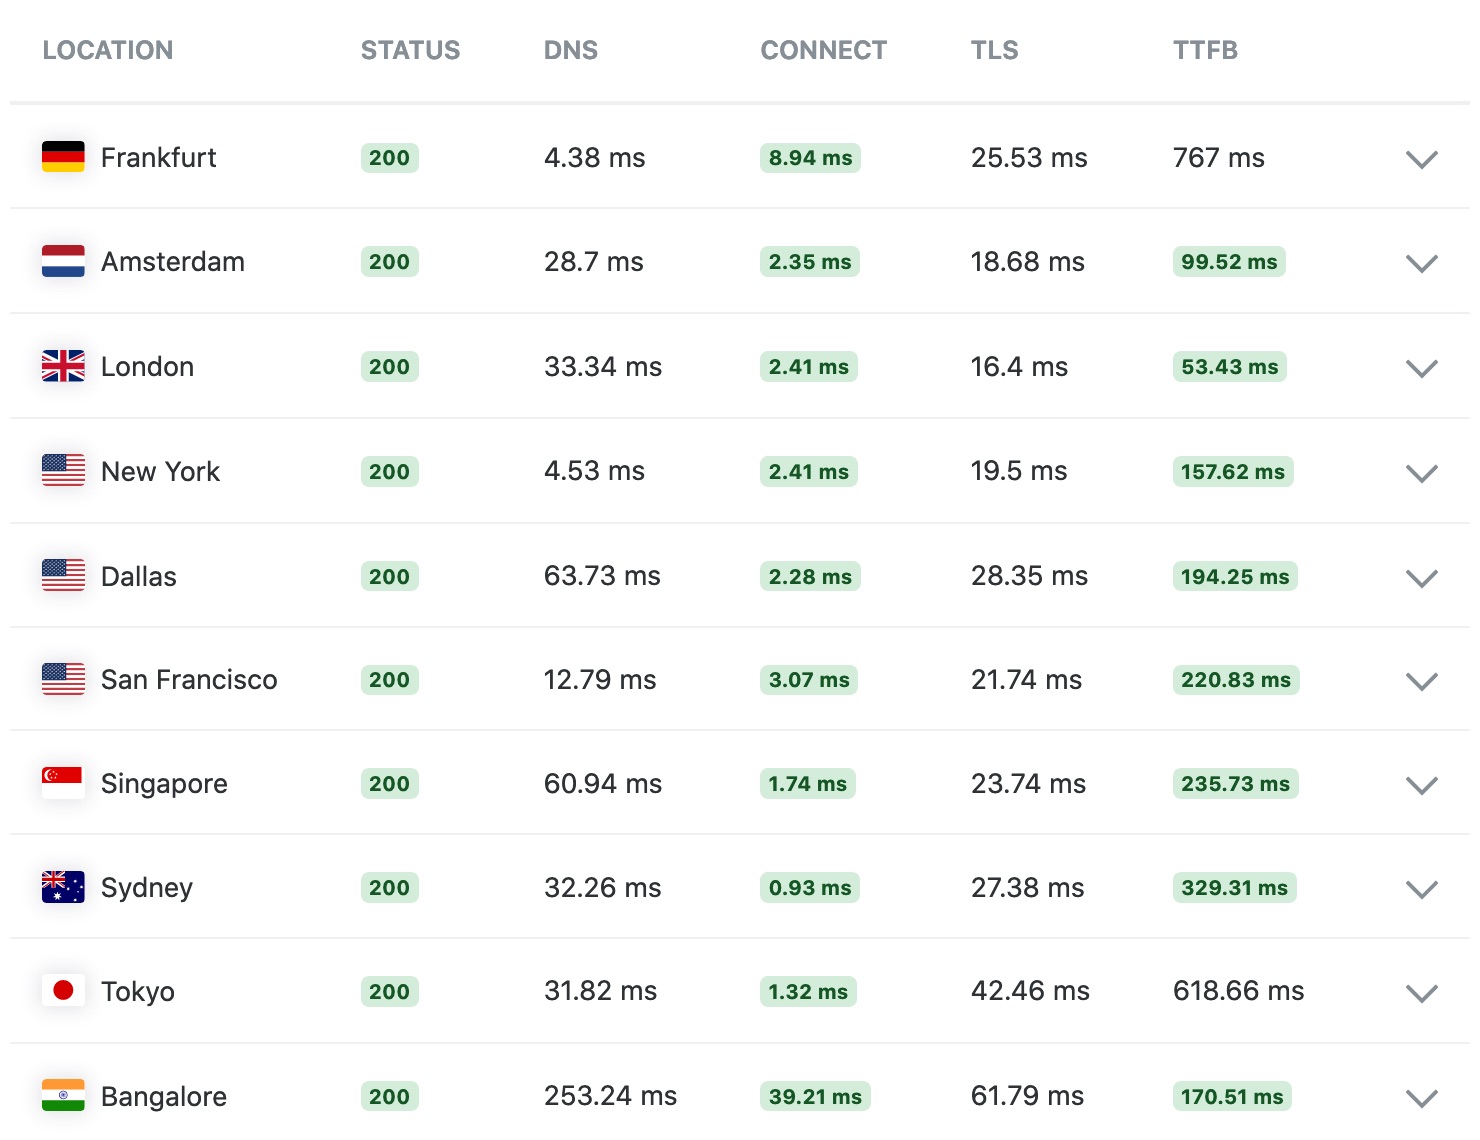 LOCATION STATUS DNS CONNECT TLS TTFB
Frankfurt 200 4.38 ms 8.94 ms 25.53 ms 767 ms
Amsterdam 200 28.7 ms 2.35 ms 18.68 ms 99.52 ms
London 200 33.34 ms 2.41 ms 16.4 ms 53.43 ms
New York 200 4.53 ms 2.41 ms 19.5 ms 157.62 ms
Dallas 200 63.73 ms 2.28 ms 28.35 ms 194.25 ms
San Francisco 200 12.79 ms 3.07 ms 21.74 ms 220.83 ms
Singapore 200 60.94 ms 1.74 ms 23.74 ms 235.73 ms
Sydney 200 32.26 ms 0.93 ms 27.38 ms 329.31 ms
Tokyo 200 31.82 ms 1.32 ms 42.46 ms 618.66 ms
Bangalore 200 253.24 ms 39.21 ms 61.79 ms 170.51 ms